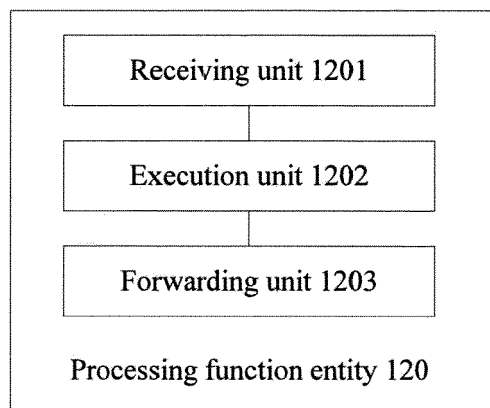 Receiving unit 1201
Execution unit 1202
Forwarding unit 1203
Processing function entity 120